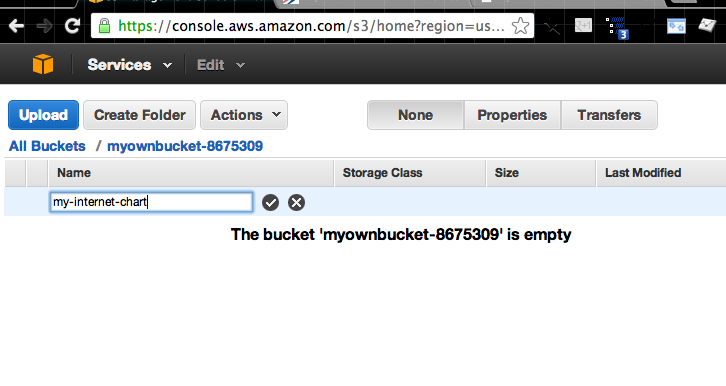 https://console.aws.amazon.com/s3/home?region=us...
3
Services Edit
Upload Create Folder Actions None Properties Transfers
All Buckets / myownbucket-8675309
Name Storage Class Size Last Modified
my-internet-chart
The bucket 'myownbucket-8675309' is empty